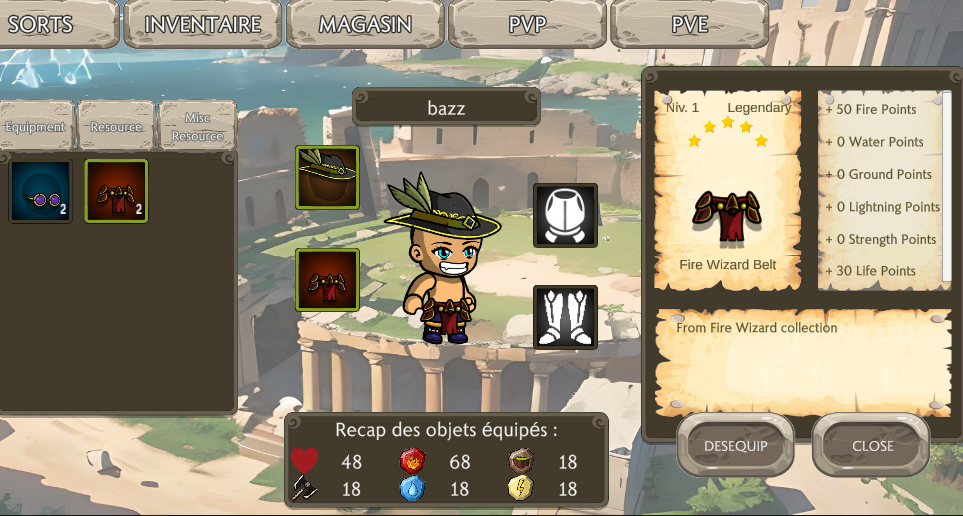 SORTS
INVENTAIRE
MAGASIN
PVP
PVE
Equipment
Resource
Misc
Resource
2
2
bazz
Niv. 1
Legendary
Fire Wizard Belt
+ 50 Fire Points
+ 0 Water Points
+ 0 Ground Points
+ 0 Lightning Points
+ 0 Strength Points
+ 30 Life Points
From Fire Wizard collection
DESEQUIP
CLOSE
Recap des objets équipés :
48
68
18
18
18
18